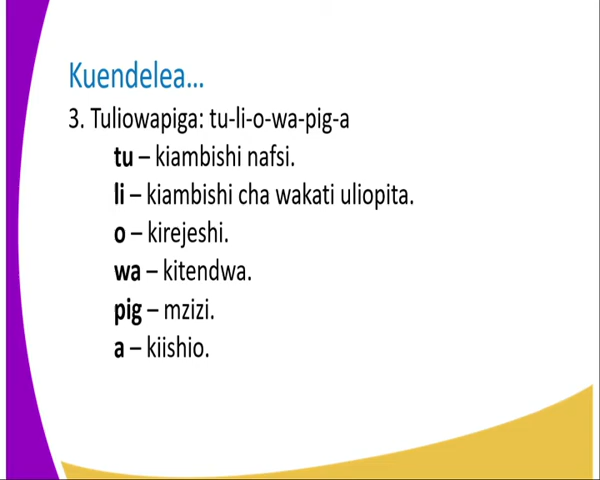 Kuendelea...
3. Tuliowapiga: tu-li-o-wa-pig-a
tu – kiambishi nafsi.
li – kiambishi cha wakati uliopita.
o – kirejeshi.
wa – kitendwa.
pig – mzizi.
a – kiishio.